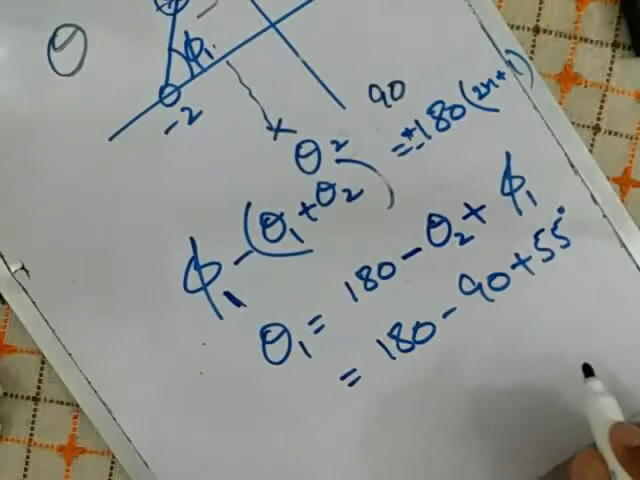 θ
ϕ₁
-2
90
θ₂
ϕ₁ - (θ₁ + θ₂) = ± 180 (2n + 1)
θ₁ = 180 - θ₂ + ϕ₁
= 180 - 90 + 55°